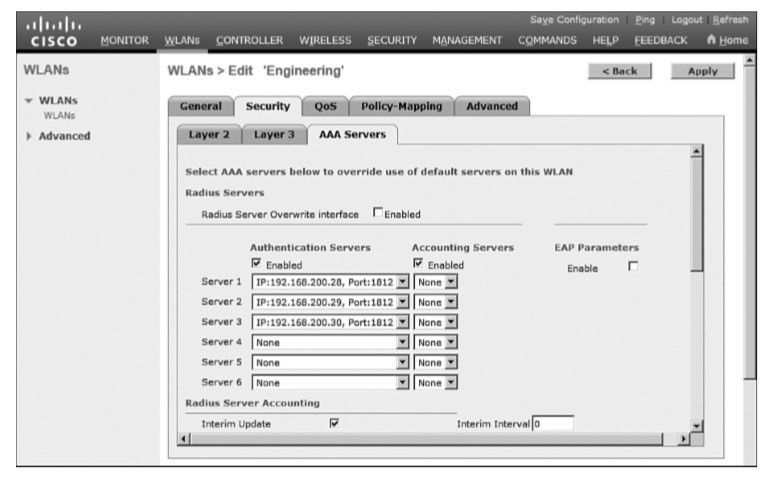 Save Configuration Ping Logout Refresh
CISCO MONITOR WLANs CONTROLLER WIRELESS SECURITY MANAGEMENT COMMANDS HELP FEEDBACK Home
WLANs
WLANs > Edit 'Engineering'
< Back Apply
WLANs
WLANs
Advanced
General Security QoS Policy-Mapping Advanced
Layer 2 Layer 3 AAA Servers
Select AAA servers below to override use of default servers on this WLAN
Radius Servers
Radius Server Overwrite interface Enabled
Authentication Servers Accounting Servers EAP Parameters
Enabled Enabled Enable
Server 1 IP:192.168.200.28, Port:1812 None
Server 2 IP:192.168.200.29, Port:1812 None
Server 3 IP:192.168.200.30, Port:1812 None
Server 4 None None
Server 5 None None
Server 6 None None
Radius Server Accounting
Interim Update Interim Interval 0